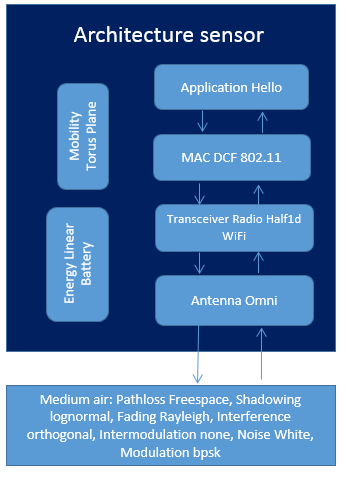 Architecture sensor
Application Hello
Mobility
Torus Plane
MAC DCF 802.11
Transceiver Radio Half1d
WiFi
Energy Linear
Battery
Antenna Omni
Medium air: Pathloss Freespace, Shadowing
lognormal, Fading Rayleigh, Interference
orthogonal, Intermodulation none, Noise White,
Modulation bpsk